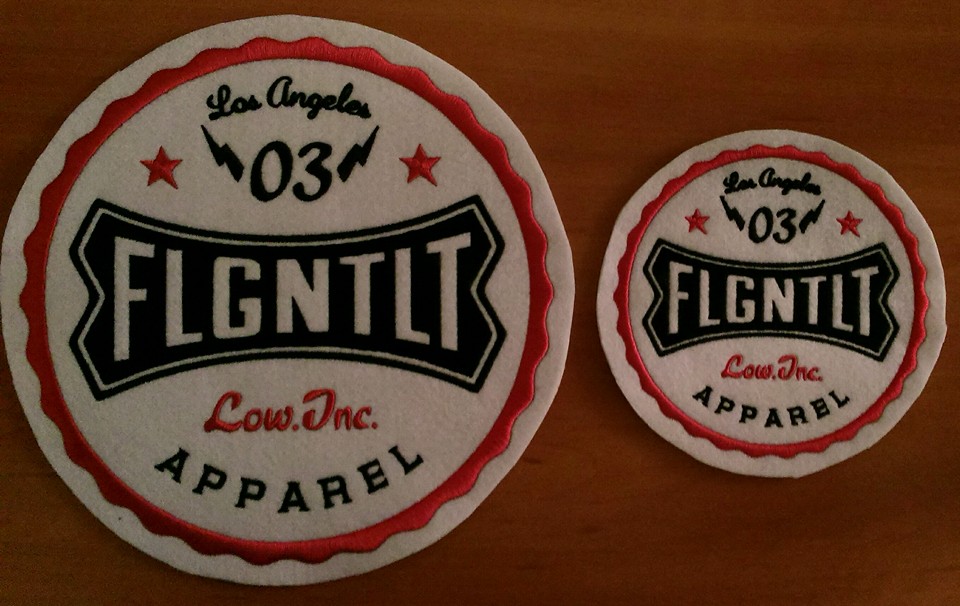 Los Angeles
03
FLGNTLT
Low.Inc.
APPAREL
Los Angeles
03
FLGNTLT
Low.Inc.
APPAREL